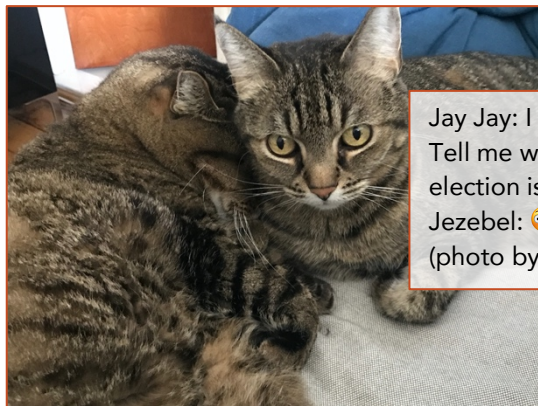 Jay Jay: I
Tell me w
election is
Jezebel:
(photo by